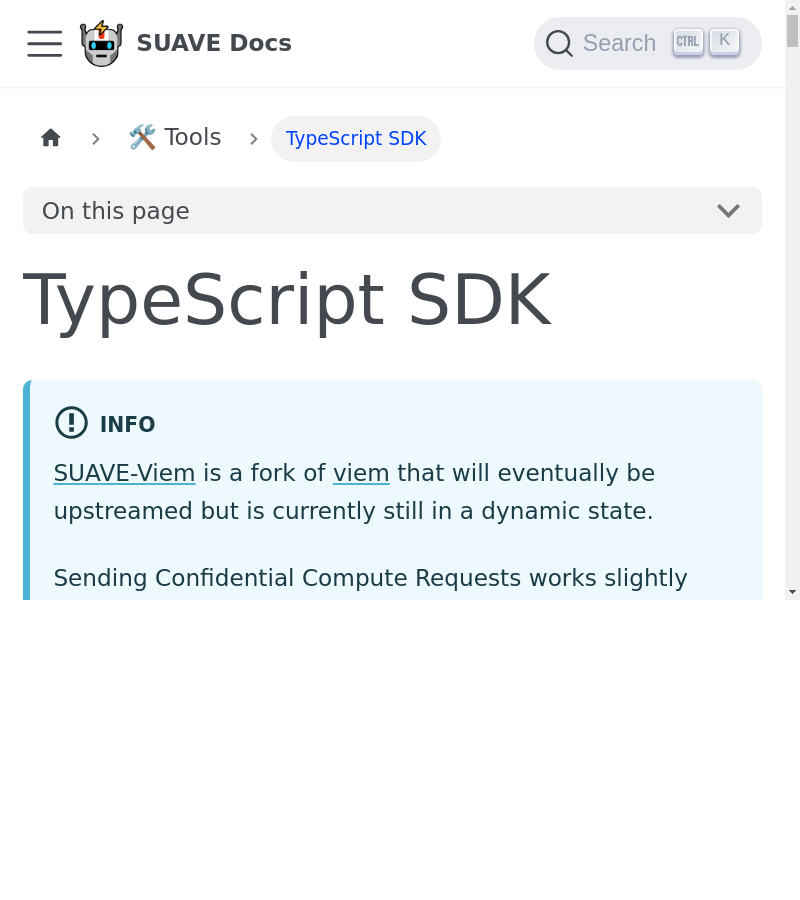 SUAVE Docs
Search CTRL K
🛠️ Tools
TypeScript SDK
On this page
TypeScript SDK
INFO
SUAVE-Viem is a fork of viem that will eventually be
upstreamed but is currently still in a dynamic state.
Sending Confidential Compute Requests works slightly